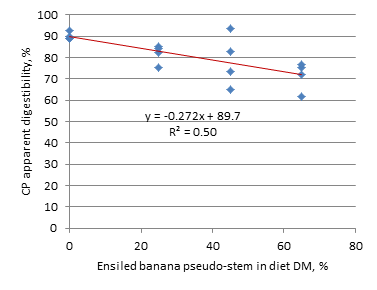 CP apparent digestibility, %
100
90
80
70
60
50
40
30
20
10
0
y = -0.272x + 89.7
R² = 0.50
0 20 40 60 80
Ensiled banana pseudo-stem in diet DM, %